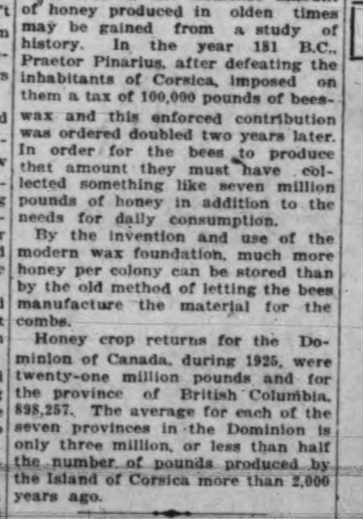 of honey produced in olden times
may be gained from a study of
history. In the year 181 B.C.,
Praetor Pinarius, after defeating the
inhabitants of Corsica, imposed on
them a tax of 100,000 pounds of bees-
wax and this enforced contribution
was ordered doubled two years later.
In order for the bees to produce
that amount they must have col-
lected something like seven million
pounds of honey in addition to the
needs for daily consumption.
By the invention and use of the
modern wax foundation, much more
honey per colony can be stored than
by the old method of letting the bees
manufacture the material for the
combs.
Honey crop returns for the Do-
minion of Canada, during 1925, were
twenty-one million pounds and for
the province of British Columbia,
898,257. The average for each of the
seven provinces in the Dominion is
only three million, or less than half
the number of pounds produced by
the Island of Corsica more than 2,000
years ago.